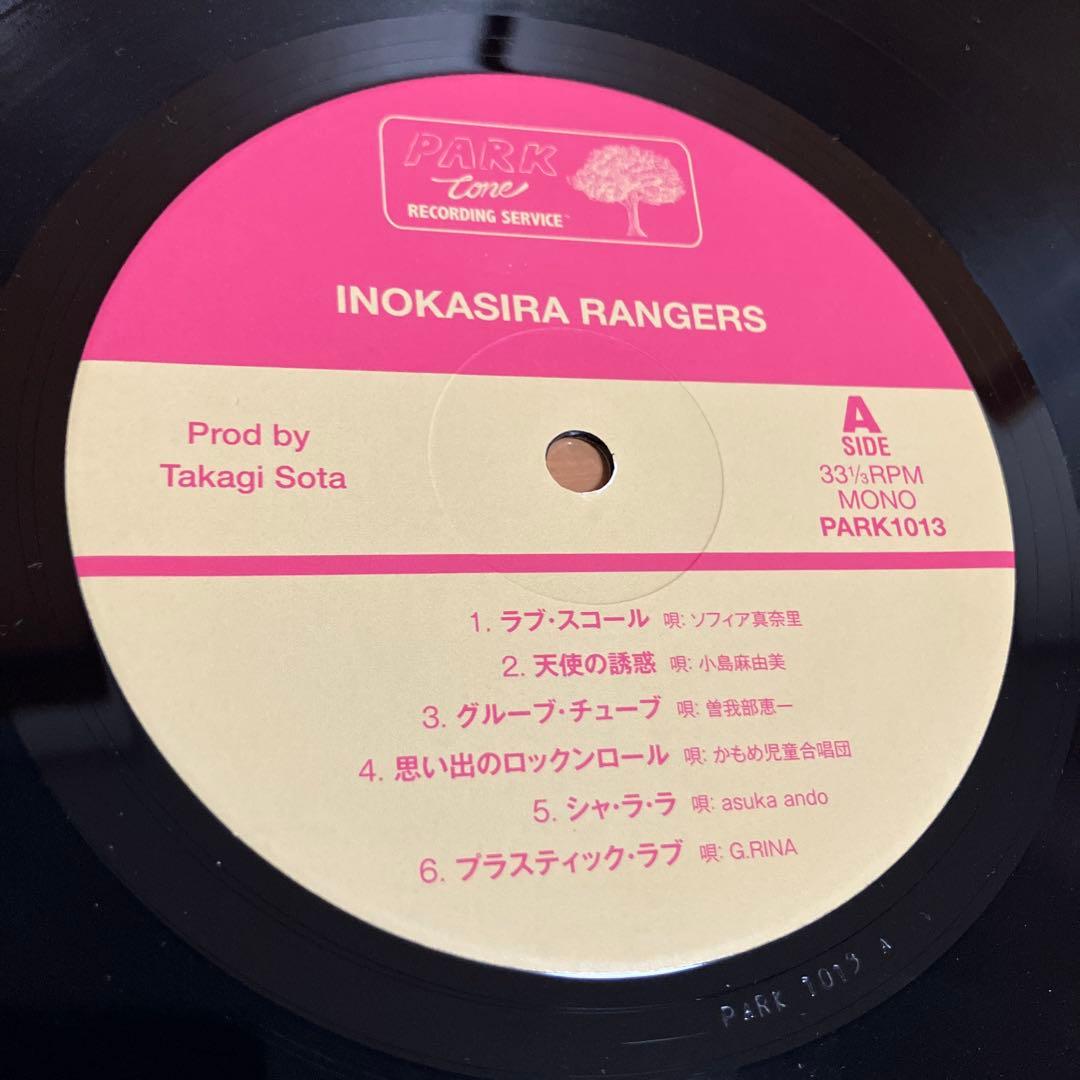 PARK
tone
RECORDING SERVICE™
INOKASIRA RANGERS
Prod by
Takagi Sota
A
SIDE
33⅓RPM
MONO
PARK1013
1. ラブ・スコール 唄: ソフィア真奈里
2. 天使の誘惑 唄: 小島麻由美
3. グルーブ・チューブ 唄: 曽我部恵一
4. 思い出のロックンロール 唄: かもめ児童合唱団
5. シャ・ラ・ラ 唄: asuka ando
6. プラスティック・ラブ 唄: G.RINA
PARK 1013 A